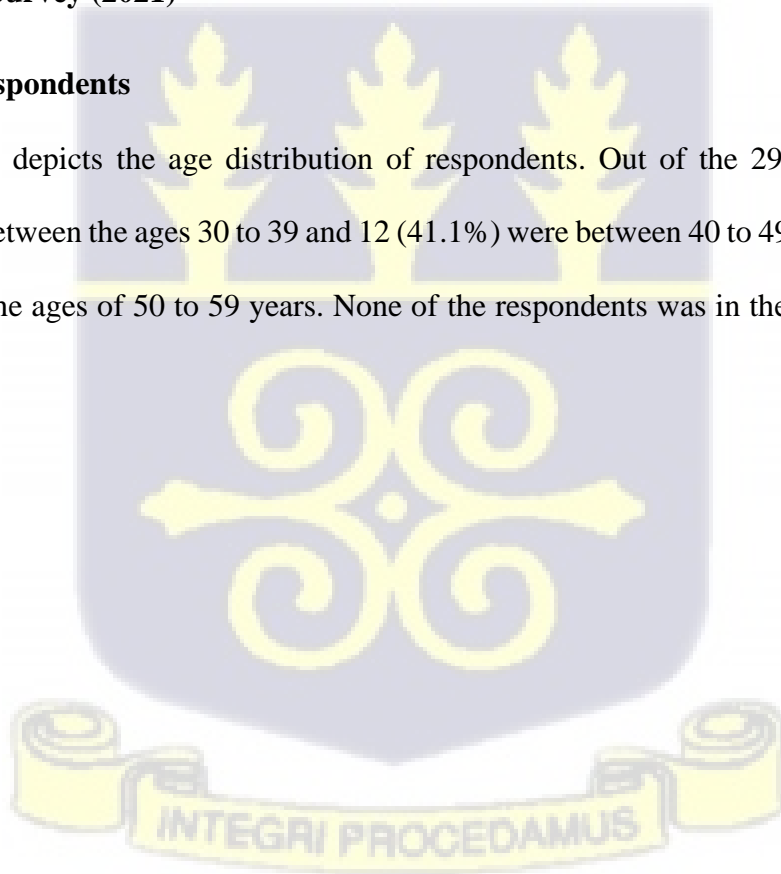 urvey (2021)
spondents
depicts the age distribution of respondents. Out of the 29
etween the ages 30 to 39 and 12 (41.1%) were between 40 to 49
ne ages of 50 to 59 years. None of the respondents was in the
INTEGRI PROCEDAMUS